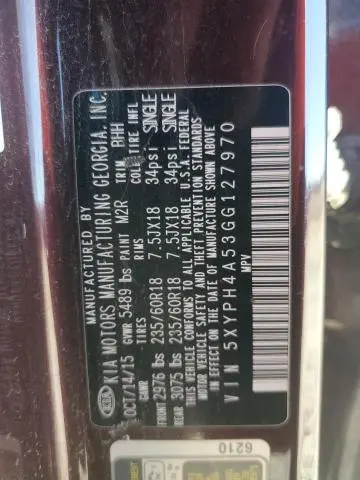 MANUFACTURED BY
KIA MOTORS MANUFACTURING GEORGIA, INC.
OCT/14/15 GVWR 5489 lbs PAINT M2R TRIM BHH
GAWR TIRES RIMS COLD TIRE INFL
FRONT 2976 lbs 235/60R18 7.5JX18 34psi SINGLE
REAR 3075 lbs 235/60R18 7.5JX18 34psi SINGLE
THIS VEHICLE CONFORMS TO ALL APPLICABLE U.S.A. FEDERAL
MOTOR VEHICLE SAFETY, BUMPER, AND THEFT PREVENTION
STANDARDS IN EFFECT ON THE DATE OF MANUFACTURE
SHOWN ABOVE.
VIN 5XYPH4A53GG127970
MPV
KIA
6210